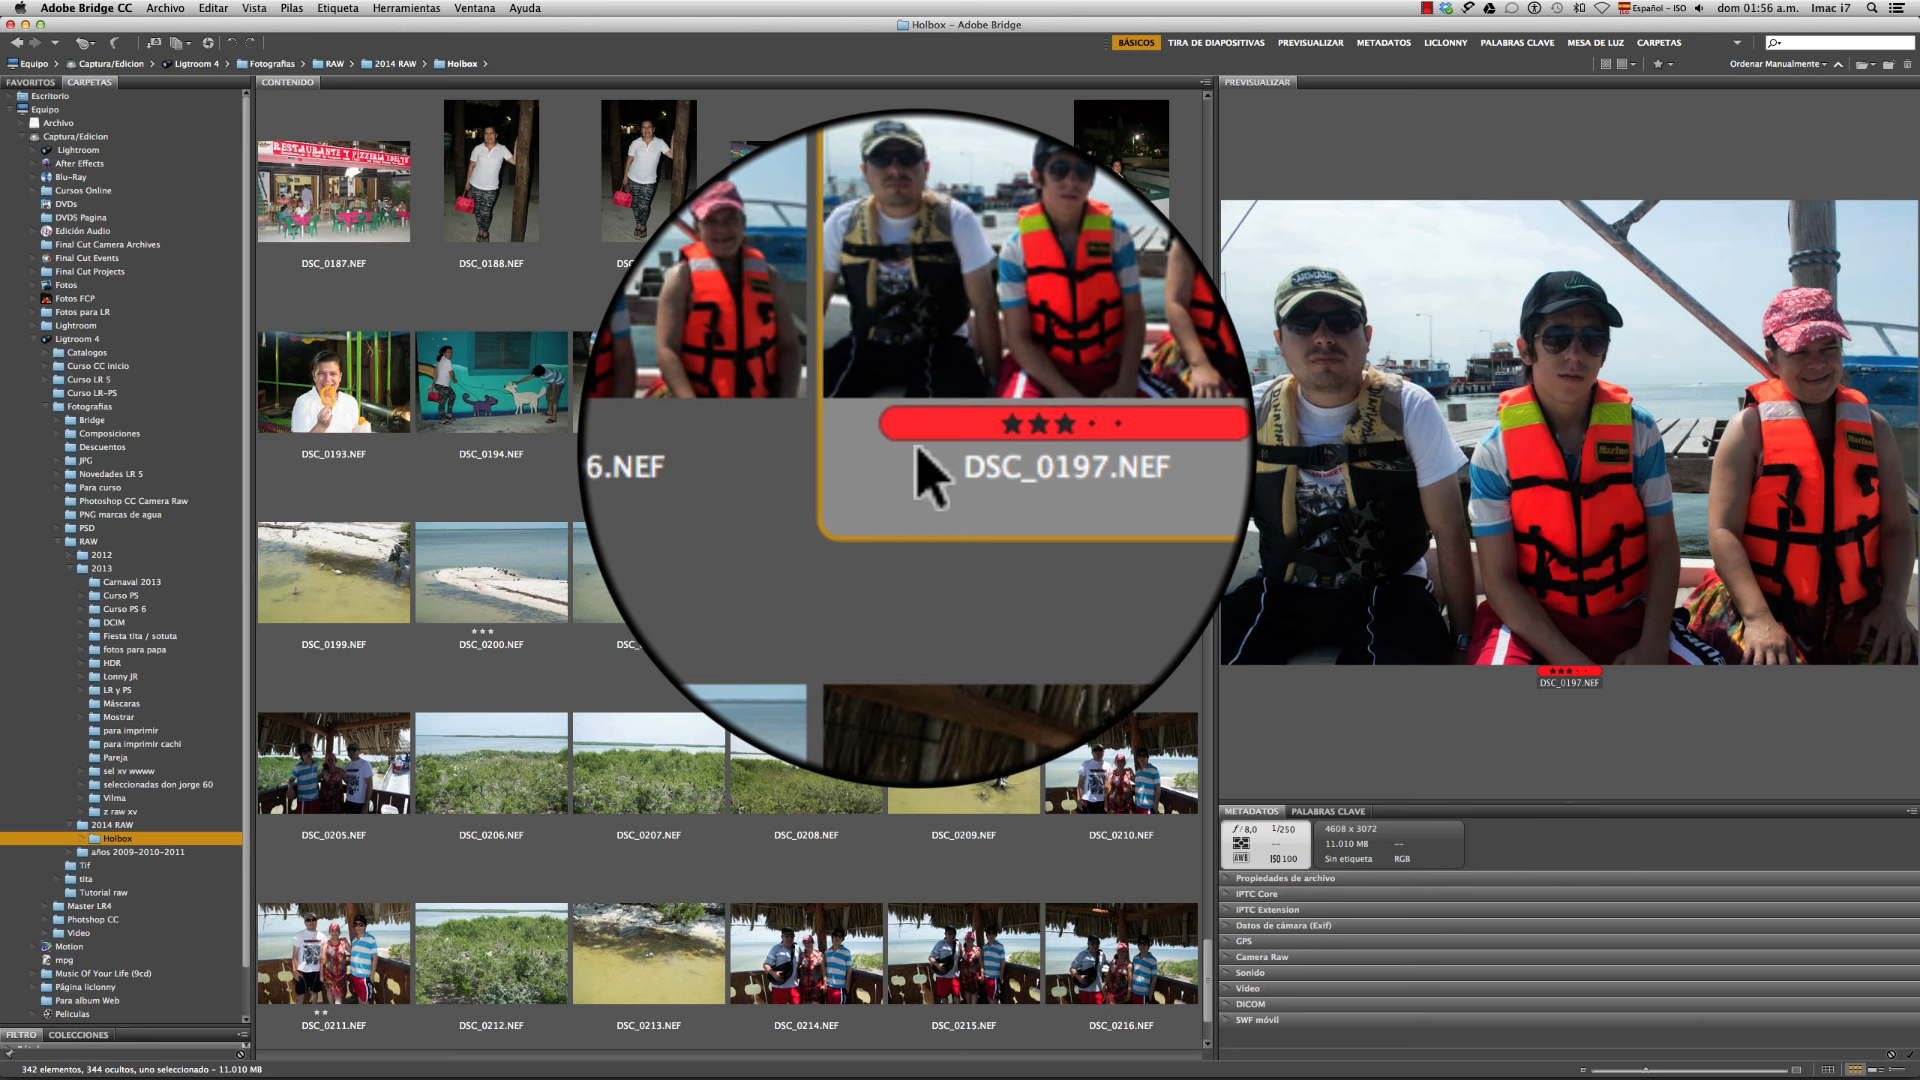 Adobe Bridge CC Archivo Editar Vista Pilas Etiqueta Herramientas Ventana Ayuda
Español - ISO dom 01:56 a.m. Imac i7
Holbox - Adobe Bridge
BÁSICOS TIRA DE DIAPOSITIVAS PREVISUALIZAR METADATOS LICLONNY PALABRAS CLAVE MESA DE LUZ CARPETAS
Equipo Captura/Edicion Ligtroom 4 Fotografias RAW 2014 RAW Holbox
Ordenar Manualmente
FAVORITOS CARPETAS
Escritorio
Equipo
Archivo
Captura/Edicion
Lightroom
After Effects
Blu-Ray
Cursos Online
DVDs
DVDS Pagina
Edición Audio
Final Cut Camera Archives
Final Cut Events
Final Cut Projects
Fotos
Fotos FCP
Fotos para LR
Lightroom
Ligtroom 4
Catalogos
Curso CC inicio
Curso LR 5
Curso LR-PS
Fotografias
Bridge
Composiciones
Descuentos
JPG
Novedades LR 5
Para curso
Photoshop CC Camera Raw
PNG marcas de agua
PSD
RAW
2012
2013
Carnaval 2013
Curso PS
Curso PS 6
DCIM
Fiesta tita / sotuta
fotos para papa
HDR
Lonny JR
LR y PS
Máscaras
Mostrar
para imprimir
para imprimir cachi
Pareja
sel xv wwww
seleccionadas don jorge 60
Vilma
z raw xv
2014 RAW
Holbox
años 2009-2010-2011
Tif
tita
Tutorial raw
Master LR4
Photshop CC
Video
Motion
mpg
Music Of Your Life (9cd)
Página liclonny
Para album Web
Peliculas
FILTRO COLECCIONES
342 elementos, 344 ocultos, uno seleccionado - 11.010 MB
CONTENIDO
RESTAURANTE Y PIZZERIA EDELYN
DSC_0187.NEF DSC_0188.NEF DSC
DSC_0193.NEF DSC_0194.NEF
6.NEF DSC_0197.NEF
DSC_0199.NEF DSC_0200.NEF DSC_
DSC_0205.NEF DSC_0206.NEF DSC_0207.NEF DSC_0208.NEF DSC_0209.NEF DSC_0210.NEF
DSC_0211.NEF DSC_0212.NEF DSC_0213.NEF DSC_0214.NEF DSC_0215.NEF DSC_0216.NEF
PREVISUALIZAR
ARMANI
Marine
Marine
DSC_0197.NEF
METADATOS PALABRAS CLAVE
f/8,0 1/250
--
AWB ISO100
4608 x 3072
11.010 MB --
Sin etiqueta RGB
Propiedades de archivo
IPTC Core
IPTC Extension
Datos de cámara (Exif)
GPS
Camera Raw
Sonido
Vídeo
DICOM
SWF móvil